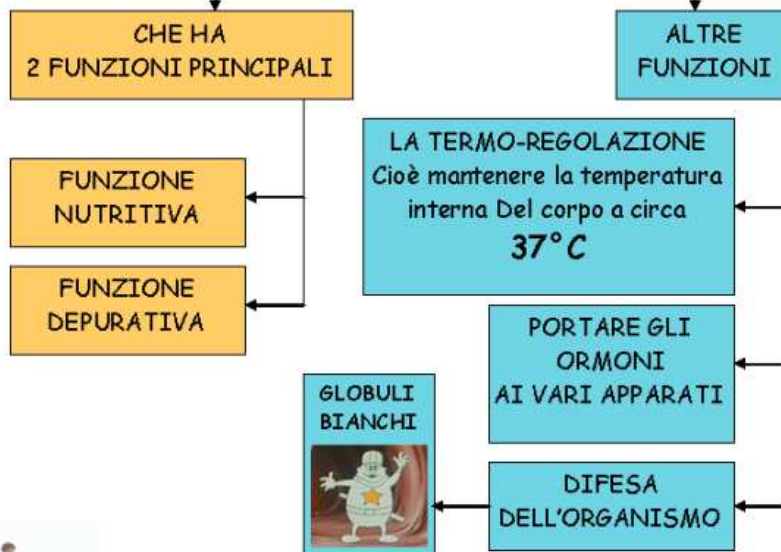 CHE HA
2 FUNZIONI PRINCIPALI
ALTRE
FUNZIONI
LA TERMO-REGOLAZIONE
Cioè mantenere la temperatura
interna Del corpo a circa
37°C
FUNZIONE
NUTRITIVA
FUNZIONE
DEPURATIVA
PORTARE GLI
ORMONI
AI VARI APPARATI
GLOBULI
BIANCHI
DIFESA
DELL'ORGANISMO